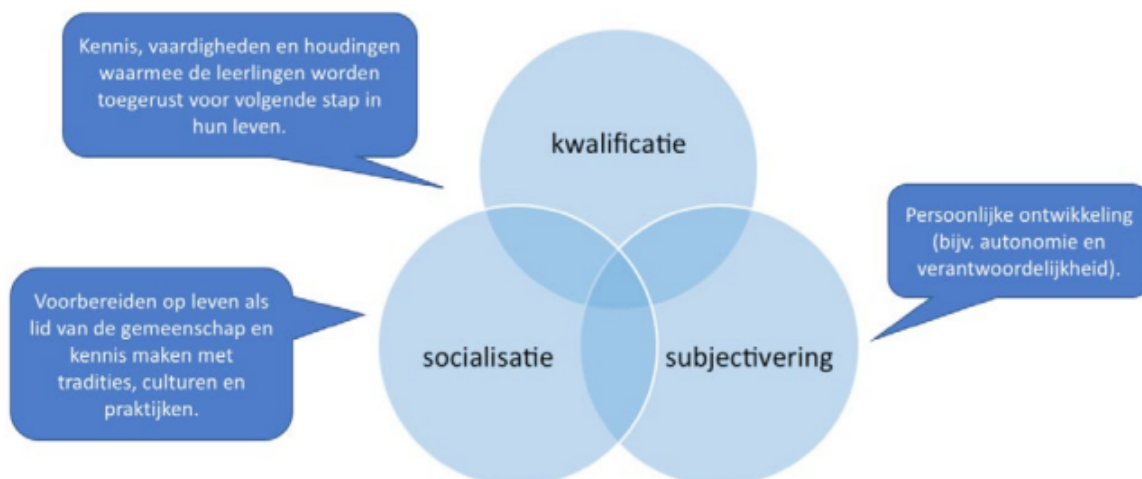 Kennis, vaardigheden en houdingen
waarmee de leerlingen worden
toegerust voor volgende stap in
hun leven.
kwalificatie
Persoonlijke ontwikkeling
(bijv. autonomie en
verantwoordelijkheid).
Voorbereiden op leven als
lid van de gemeenschap en
kennis maken met
tradities, culturen en
praktijken.
socialisatie
subjectivering